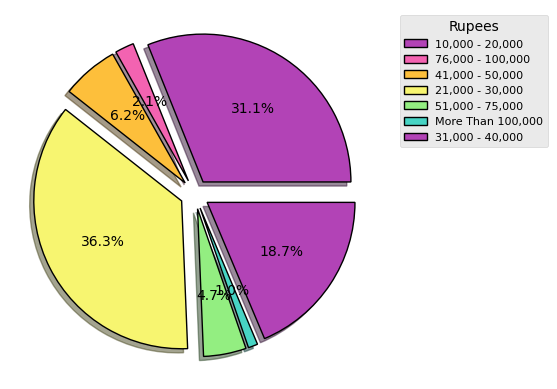 Rupees
10,000 - 20,000
76,000 - 100,000
41,000 - 50,000
21,000 - 30,000
51,000 - 75,000
More Than 100,000
31,000 - 40,000
31.1%
2.1%
6.2%
36.3%
4.7%
1.0%
18.7%